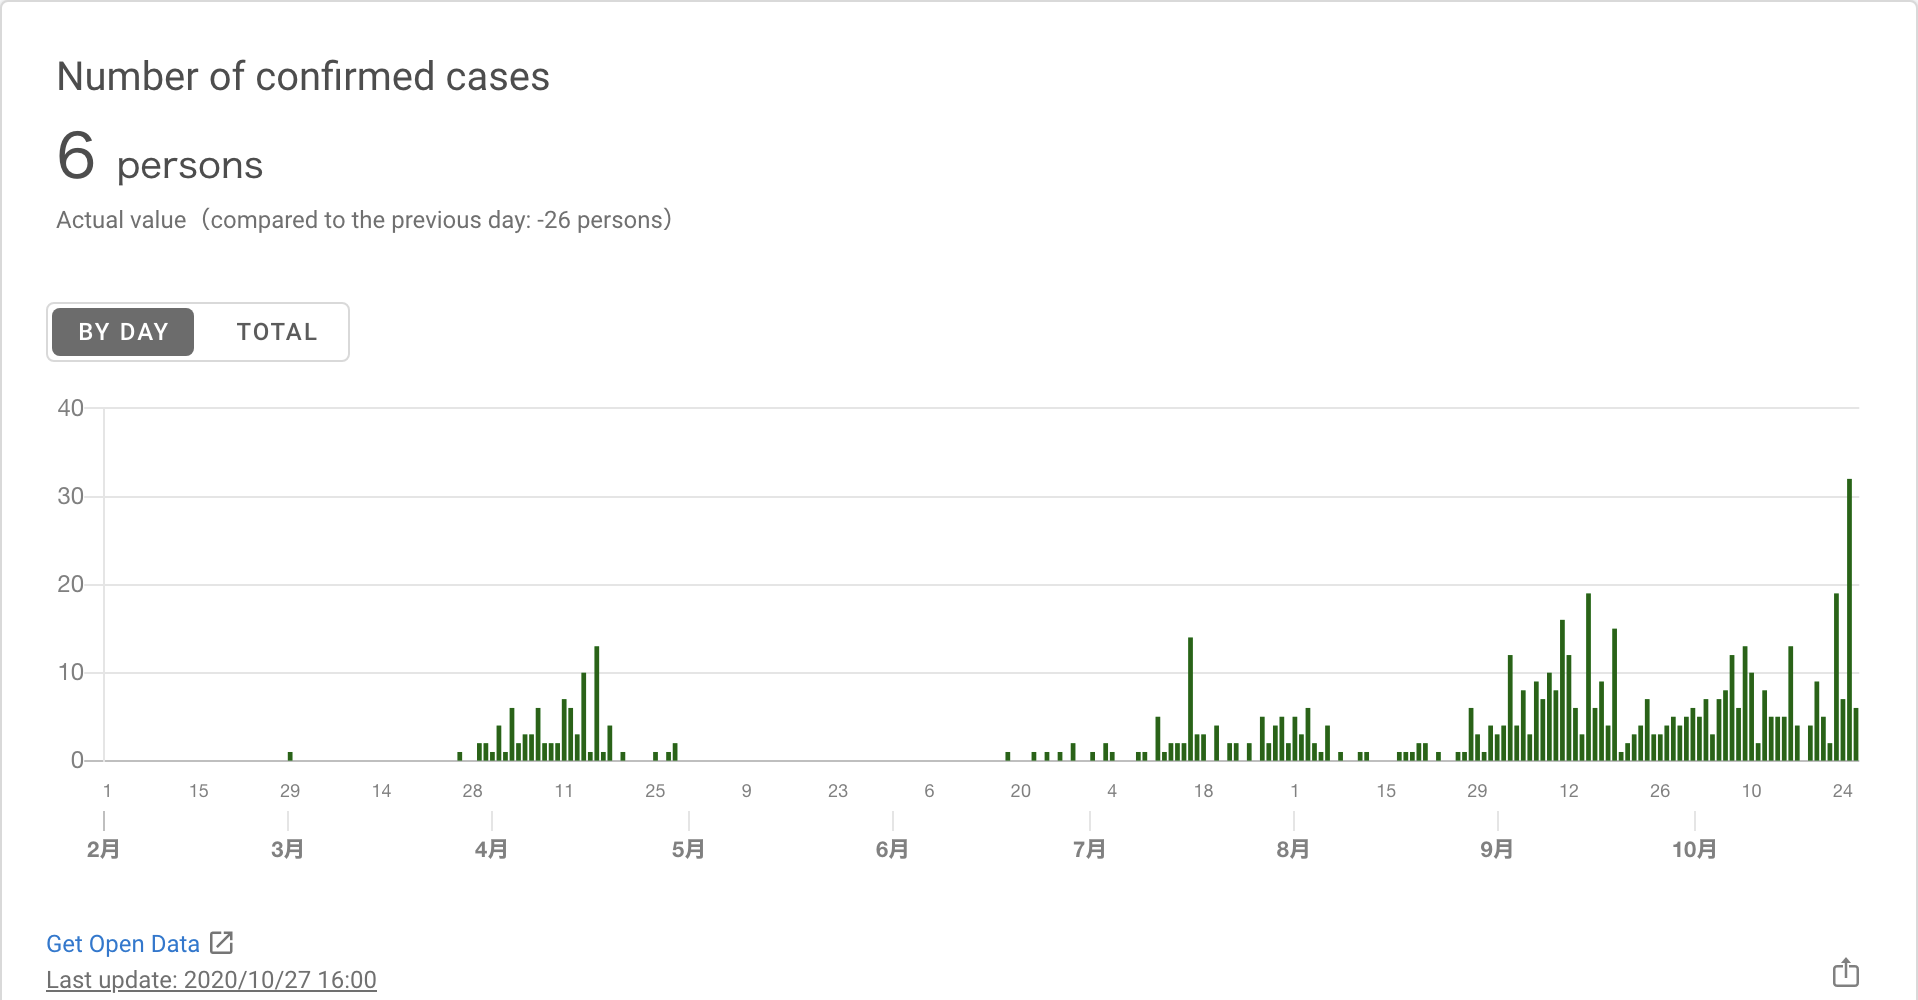 Number of confirmed cases
6 persons
Actual value（compared to the previous day: -26 persons）
BY DAY TOTAL
40
30
20
10
0
1 15 29 14 28 11 25 9 23 6 20 4 18 1 15 29 12 26 10 24
2月 3月 4月 5月 6月 7月 8月 9月 10月
Get Open Data
Last update: 2020/10/27 16:00